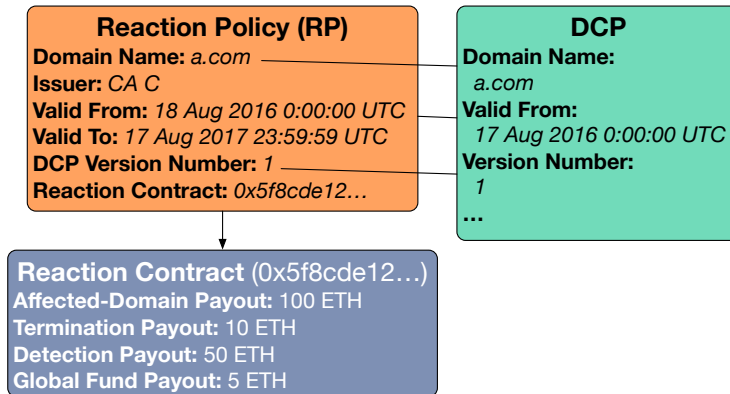 Reaction Policy (RP)
Domain Name: a.com
Issuer: CA C
Valid From: 18 Aug 2016 0:00:00 UTC
Valid To: 17 Aug 2017 23:59:59 UTC
DCP Version Number: 1
Reaction Contract: 0x5f8cde12...
DCP
Domain Name:
a.com
Valid From:
17 Aug 2016 0:00:00 UTC
Version Number:
1
...
Reaction Contract (0x5f8cde12...)
Affected-Domain Payout: 100 ETH
Termination Payout: 10 ETH
Detection Payout: 50 ETH
Global Fund Payout: 5 ETH